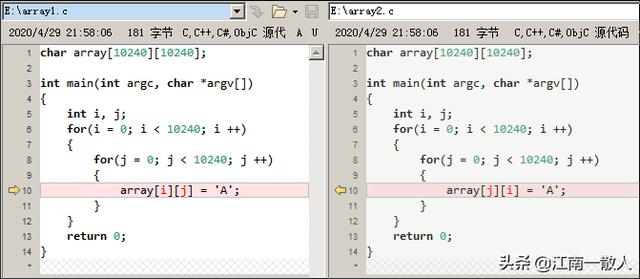 E:\array1.c
2020/4/29 21:58:06 181 字节 C,C++,C#,ObjC 源代 A U
1 char array[10240][10240];
2
3 int main(int argc, char *argv[])
4 {
5 int i, j;
6 for(i = 0; i < 10240; i ++)
7 {
8 for(j = 0; j < 10240; j ++)
9 {
10 array[i][j] = 'A';
11 }
12 }
13 return 0;
14 }
E:\array2.c
2020/4/29 21:58:06 181 字节 C,C++,C#,ObjC 源代码
1 char array[10240][10240];
2
3 int main(int argc, char *argv[])
4 {
5 int i, j;
6 for(i = 0; i < 10240; i ++)
7 {
8 for(j = 0; j < 10240; j ++)
9 {
10 array[j][i] = 'A';
11 }
12 }
13 return 0;
14 }
头条 @江南一散人